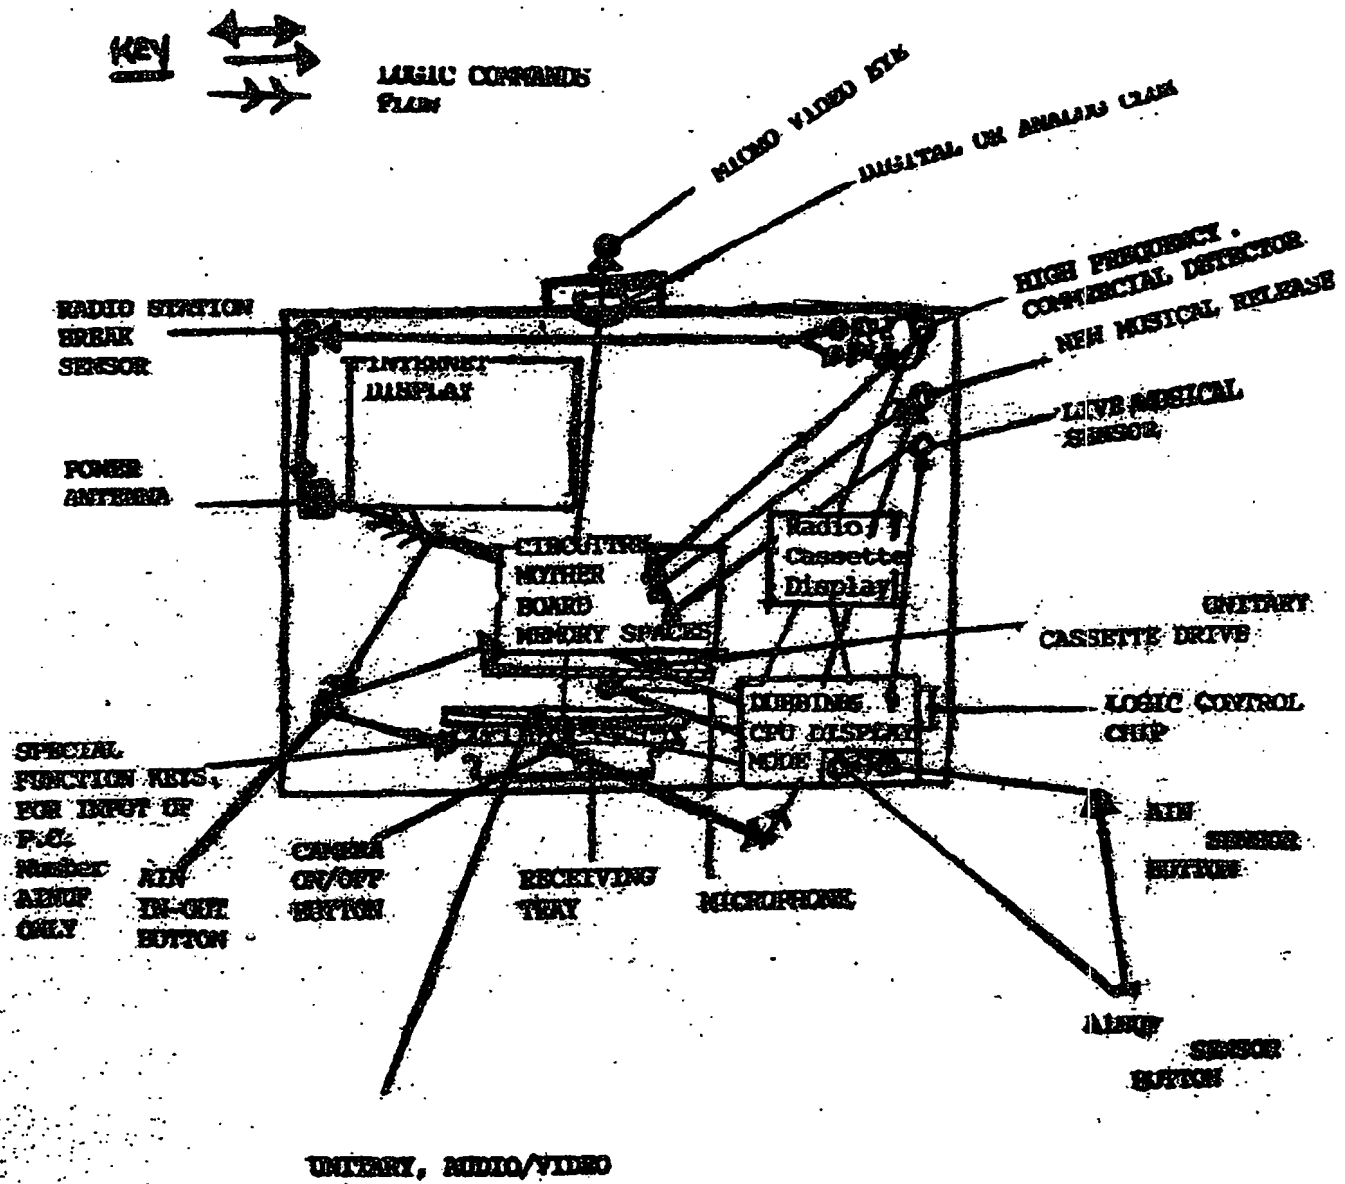 KEY
LOGIC COMMANDS
FLOW
MICRO VIDEO EYE
DIGITAL OR ANALOG
HIGH FREQUENCY.
COMMERCIAL DETECTOR
NEW MUSICAL RELEASE
LIVE MUSICAL
SENSOR
RADIO STATION
BREAK
SENSOR
INTERNET
DISPLAY
POWER
ANTENNA
CIRCUITRY
MOTHER
BOARD
MEMORY SPACES
Radio
Cassette
Display
UNITARY
CASSETTE DRIVE
DUBBING
CPU DISPLAY
MODE
LOGIC CONTROL
CHIP
SPECIAL
FUNCTION KEYS,
FOR INPUT OF
P.C.
Number
AINUF
ONLY
AIN
IN-OUT
BUTTON
CAMERA
ON/OFF
BUTTON
RECEIVING
TRAY
MICROPHONE
AIN
SENSOR
BUTTON
SENSOR
BUTTON
UNITARY, AUDIO/VIDEO